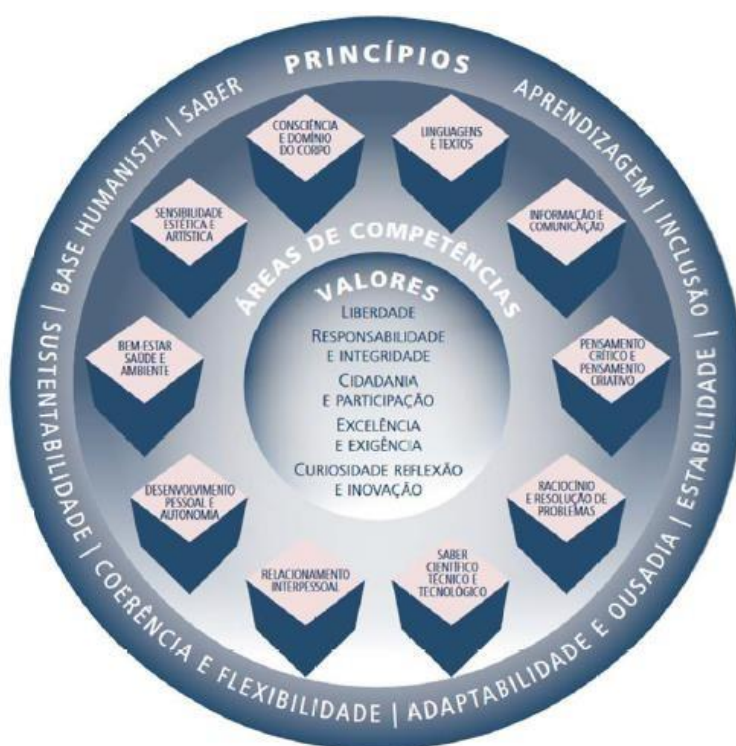 PRINCÍPIOS
BASE HUMANISTA | SABER
APRENDIZAGEM | INCLUSÃO |
ESTABILIDADE |
ADAPTABILIDADE E OUSADIA |
COERÊNCIA E FLEXIBILIDADE |
SUSTENTABILIDADE |
CONSCIÊNCIA
E DOMÍNIO
DO CORPO
LINGUAGENS
E TEXTOS
SENSIBILIDADE
ESTÉTICA E
ARTÍSTICA
INFORMAÇÃO E
COMUNICAÇÃO
ÁREAS DE COMPETÊNCIAS
VALORES
LIBERDADE
RESPONSABILIDADE
E INTEGRIDADE
CIDADANIA
E PARTICIPAÇÃO
EXCELÊNCIA
E EXIGÊNCIA
CURIOSIDADE REFLEXÃO
E INOVAÇÃO
BEM-ESTAR
SAÚDE E
AMBIENTE
PENSAMENTO
CRÍTICO E
PENSAMENTO
CRIATIVO
DESENVOLVIMENTO
PESSOAL E
AUTONOMIA
RACIOCÍNIO
E RESOLUÇÃO DE
PROBLEMAS
RELACIONAMENTO
INTERPESSOAL
SABER
CIENTÍFICO
TÉCNICO E
TECNOLÓGICO